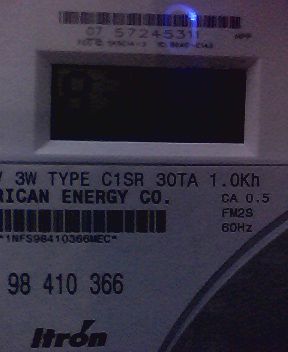 07 57245311
V 3W TYPE C1SR 30TA 1.0Kh
RICAN ENERGY CO. CA 0.5
FM2S
60Hz
*1NFS98410366MEC*
98 410 366
Itron